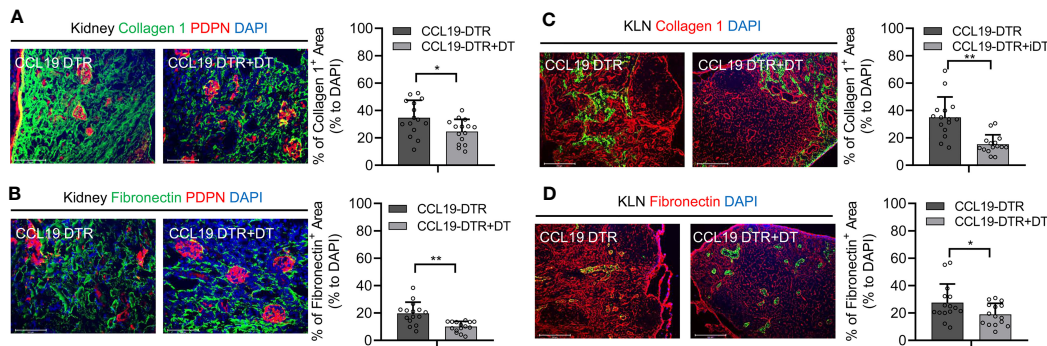 A
Kidney Collagen 1 PDPN DAPI
CCL19 DTR
CCL19 DTR+DT
% of Collagen 1+ Area
(% to DAPI)
CCL19-DTR
CCL19-DTR+DT
100
80
60
40
20
0
*
B
Kidney Fibronectin PDPN DAPI
CCL19 DTR
CCL19 DTR+DT
% of Fibronectin+ Area
(% to DAPI)
CCL19-DTR
CCL19-DTR+DT
100
80
60
40
20
0
**
C
KLN Collagen 1 DAPI
CCL19 DTR
CCL19 DTR+DT
% of Collagen 1+ Area
(% to DAPI)
CCL19-DTR
CCL19-DTR+iDT
100
80
60
40
20
0
**
D
KLN Fibronectin DAPI
CCL19 DTR
CCL19 DTR+DT
% of Fibronectin+ Area
(% to DAPI)
CCL19-DTR
CCL19-DTR+DT
100
80
60
40
20
0
*